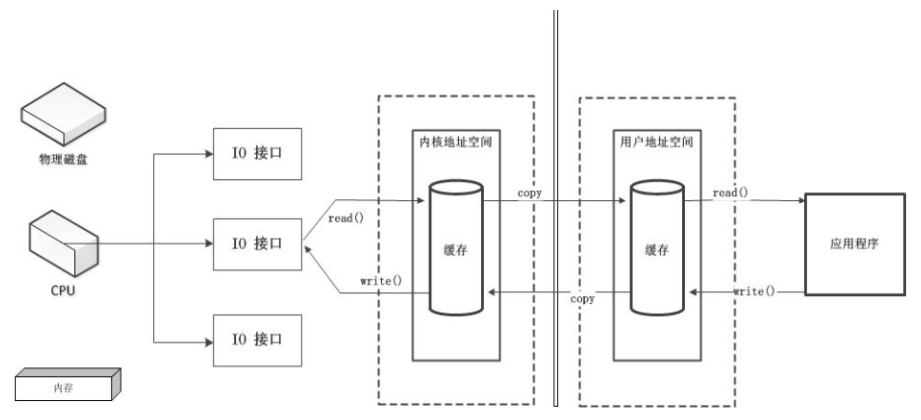 物理磁盘
CPU
内存
IO 接口
IO 接口
IO 接口
read()
write()
内核地址空间
缓存
copy
copy
用户地址空间
缓存
read()
write()
应用程序